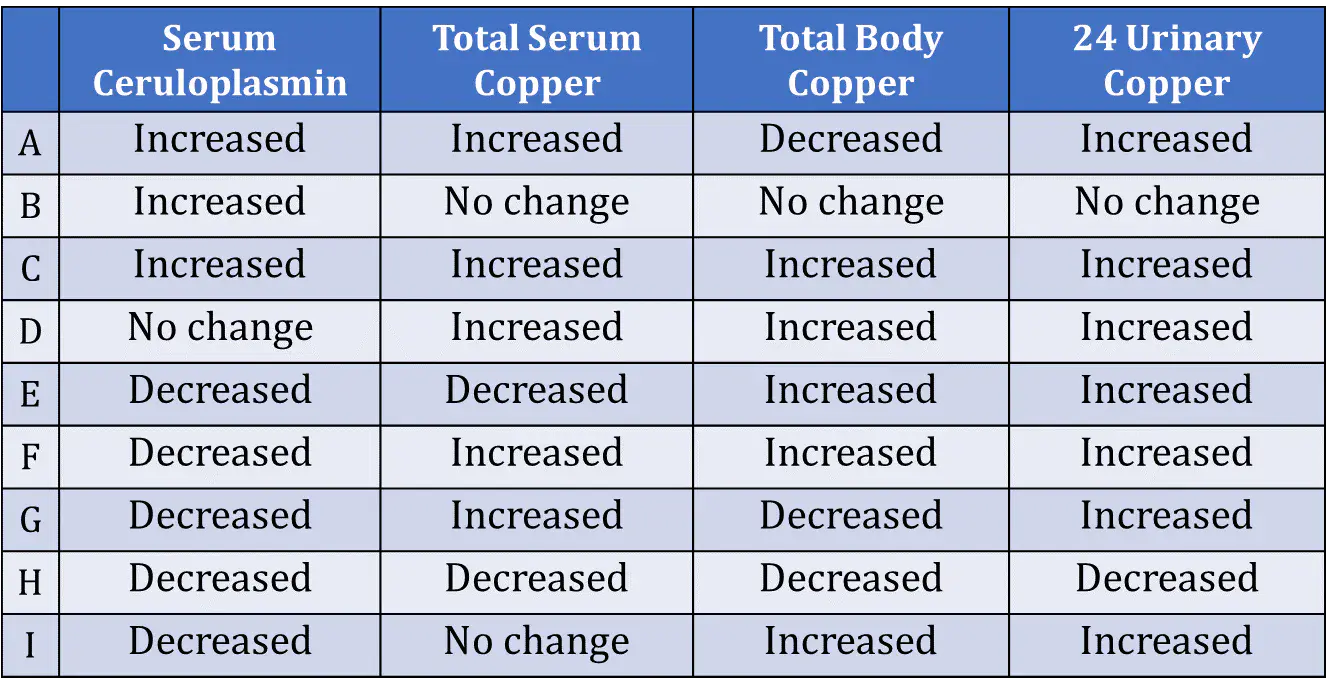 Serum Ceruloplasmin Total Serum Copper Total Body Copper 24 Urinary Copper
A Increased Increased Decreased Increased
B Increased No change No change No change
C Increased Increased Increased Increased
D No change Increased Increased Increased
E Decreased Decreased Increased Increased
F Decreased Increased Increased Increased
G Decreased Increased Decreased Increased
H Decreased Decreased Decreased Decreased
I Decreased No change Increased Increased